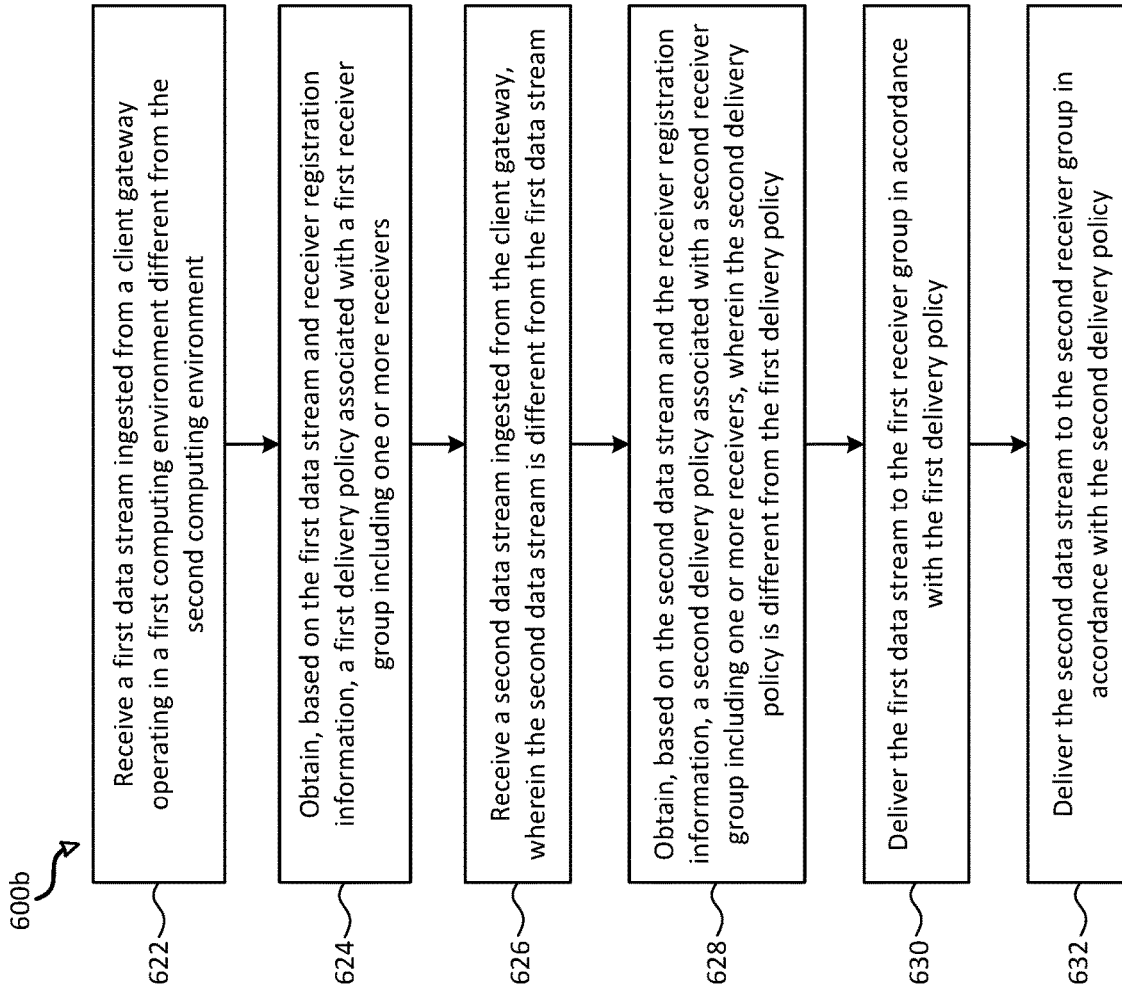 600b
622
Receive a first data stream ingested from a client gateway
operating in a first computing environment different from the
second computing environment
624
Obtain, based on the first data stream and receiver registration
information, a first delivery policy associated with a first receiver
group including one or more receivers
626
Receive a second data stream ingested from the client gateway,
wherein the second data stream is different from the first data stream
628
Obtain, based on the second data stream and the receiver registration
information, a second delivery policy associated with a second receiver
group including one or more receivers, wherein the second delivery
policy is different from the first delivery policy
630
Deliver the first data stream to the first receiver group in accordance
with the first delivery policy
632
Deliver the second data stream to the second receiver group in
accordance with the second delivery policy